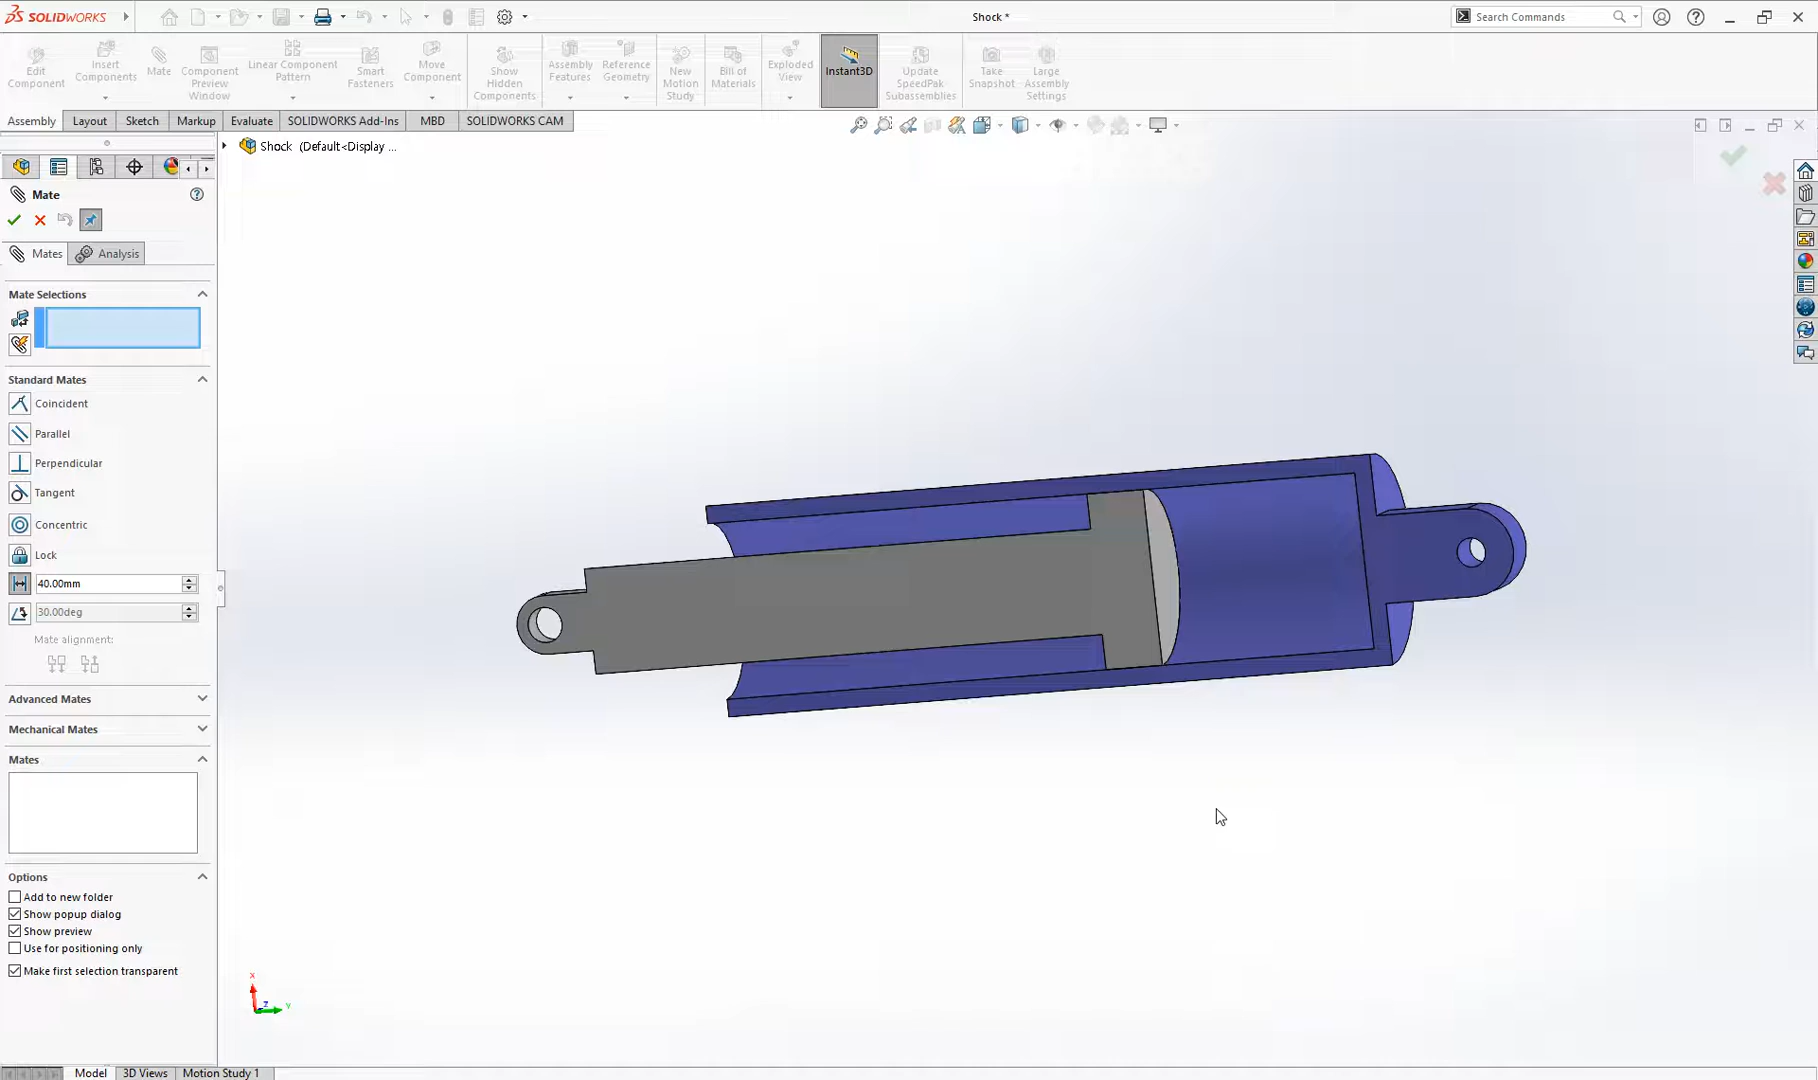 SOLIDWORKS
Shock *
Search Commands
Edit Component
Insert Components
Mate
Component Preview Window
Linear Component Pattern
Smart Fasteners
Move Component
Show Hidden Components
Assembly Features
Reference Geometry
New Motion Study
Bill of Materials
Exploded View
Instant3D
Update SpeedPak Subassemblies
Take Snapshot
Large Assembly Settings
Assembly
Layout
Sketch
Markup
Evaluate
SOLIDWORKS Add-Ins
MBD
SOLIDWORKS CAM
Shock (Default<Display ...
Mate
Mates
Analysis
Mate Selections
Standard Mates
Coincident
Parallel
Perpendicular
Tangent
Concentric
Lock
40.00mm
30.00deg
Mate alignment:
Advanced Mates
Mechanical Mates
Mates
Options
Add to new folder
Show popup dialog
Show preview
Use for positioning only
Make first selection transparent
X
Z
Y
Model
3D Views
Motion Study 1